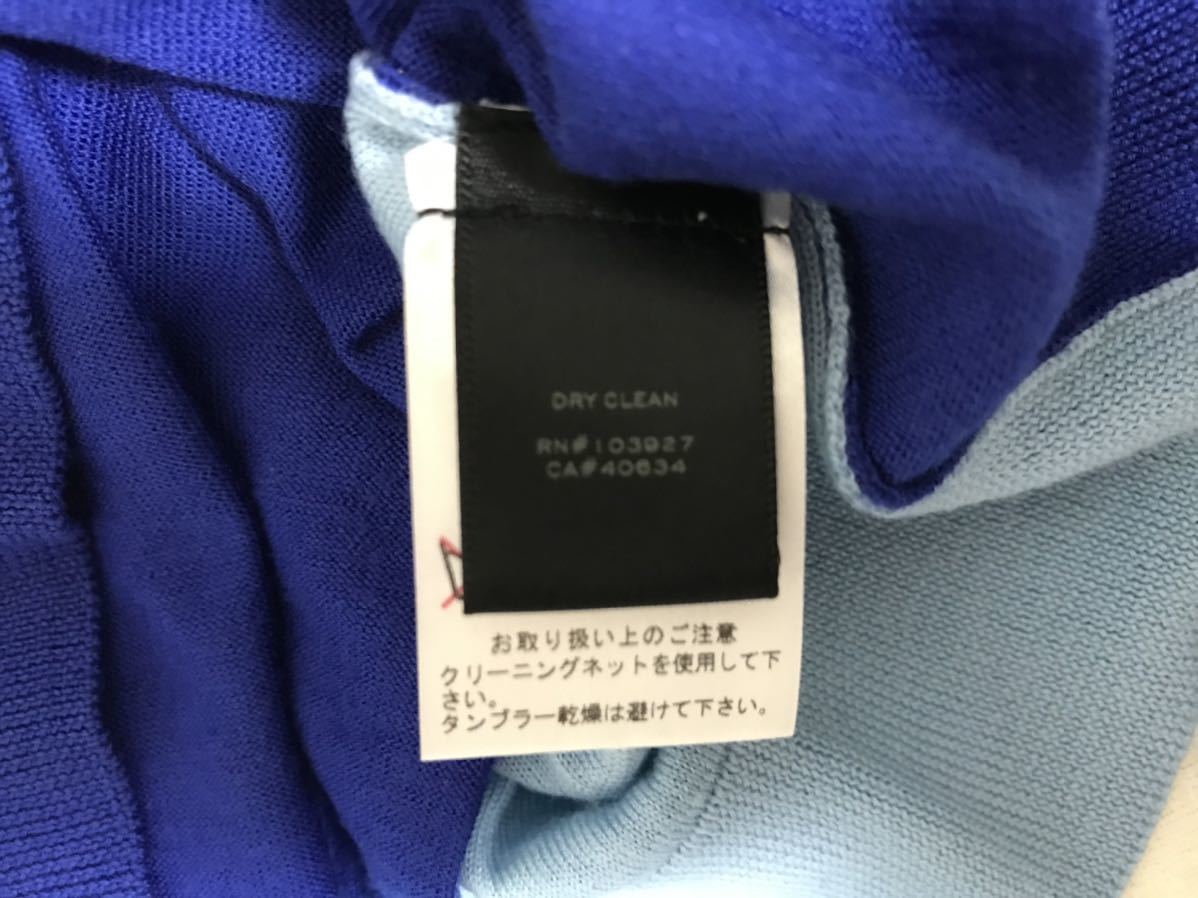 DRY CLEAN
RN#103927
CA#40634
お取り扱い上のご注意
クリーニングネットを使用して下
さい。
タンブラー乾燥は避けて下さい。